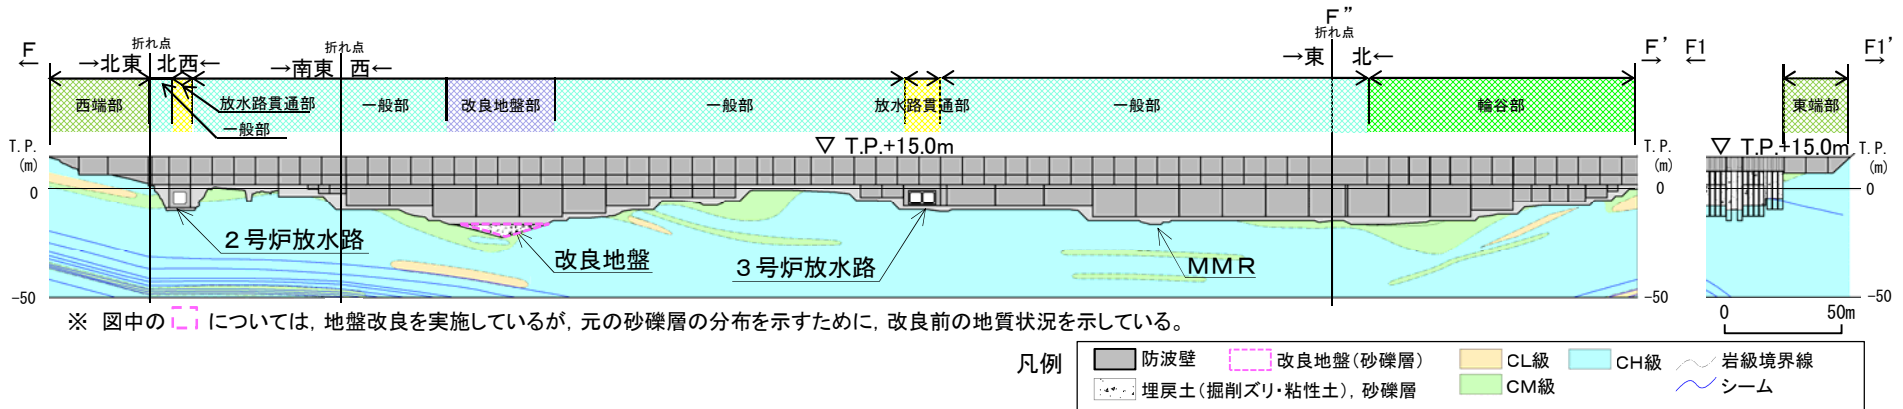 F
←
折れ点
→北東 北西←
折れ点
→南東 西←
F”
折れ点
→東 北←
F’
→
F1
←
F1’
→
西端部
一般部
放水路貫通部
一般部
改良地盤部
一般部
放水路貫通部
一般部
輪谷部
東端部
T.P.
(m)
0
-50
▽ T.P.+15.0m
T.P.
(m)
0
-50
▽ T.P.+15.0m
T.P.
(m)
0
-50
2号炉放水路
改良地盤
3号炉放水路
MMR
0 50m
※ 図中の については, 地盤改良を実施しているが, 元の砂礫層の分布を示すために, 改良前の地質状況を示している。
凡例
防波壁
改良地盤(砂礫層)
CL級
CH級
岩級境界線
埋戻土(掘削ズリ・粘性土), 砂礫層
CM級
シーム